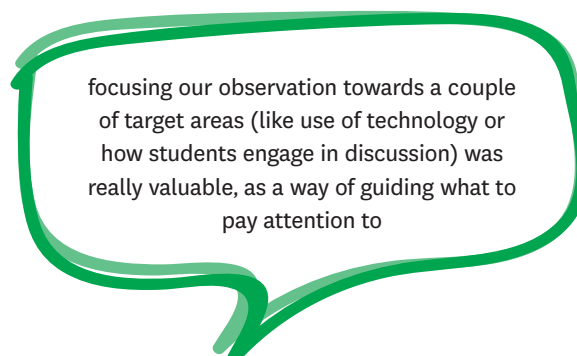 focusing our observation towards a couple
of target areas (like use of technology or
how students engage in discussion) was
really valuable, as a way of guiding what to
pay attention to